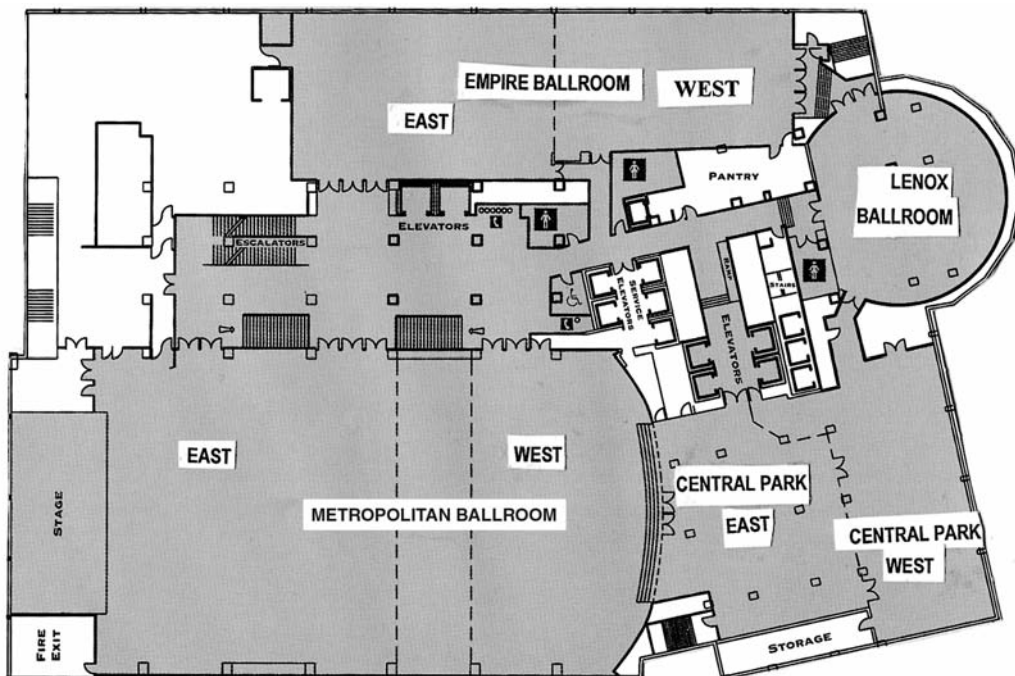 EMPIRE BALLROOM
WEST
EAST
PANTRY
LENOX
BALLROOM
ELEVATORS
ESCALATORS
SERVICE
ELEVATORS
RAMP
STAIRS
ELEVATORS
EAST
WEST
STAGE
METROPOLITAN BALLROOM
CENTRAL PARK
EAST
CENTRAL PARK
WEST
FIRE
EXIT
STORAGE